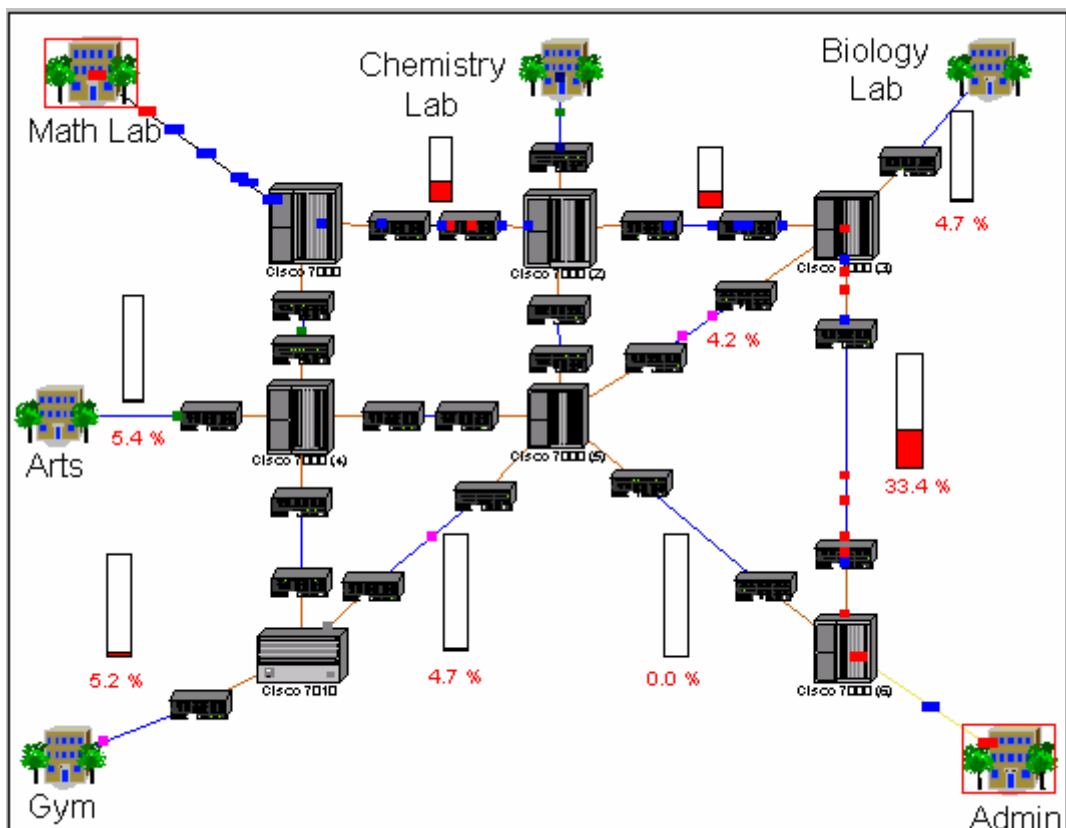 Math Lab
Chemistry
Lab
Biology
Lab
4.7 %
Cisco 7000
Cisco 7000 (2)
Cisco 7000 (3)
4.2 %
Arts
5.4 %
Cisco 7000 (4)
Cisco 7000 (5)
33.4 %
5.2 %
Cisco 7010
4.7 %
0.0 %
Cisco 7000 (6)
Gym
Admin